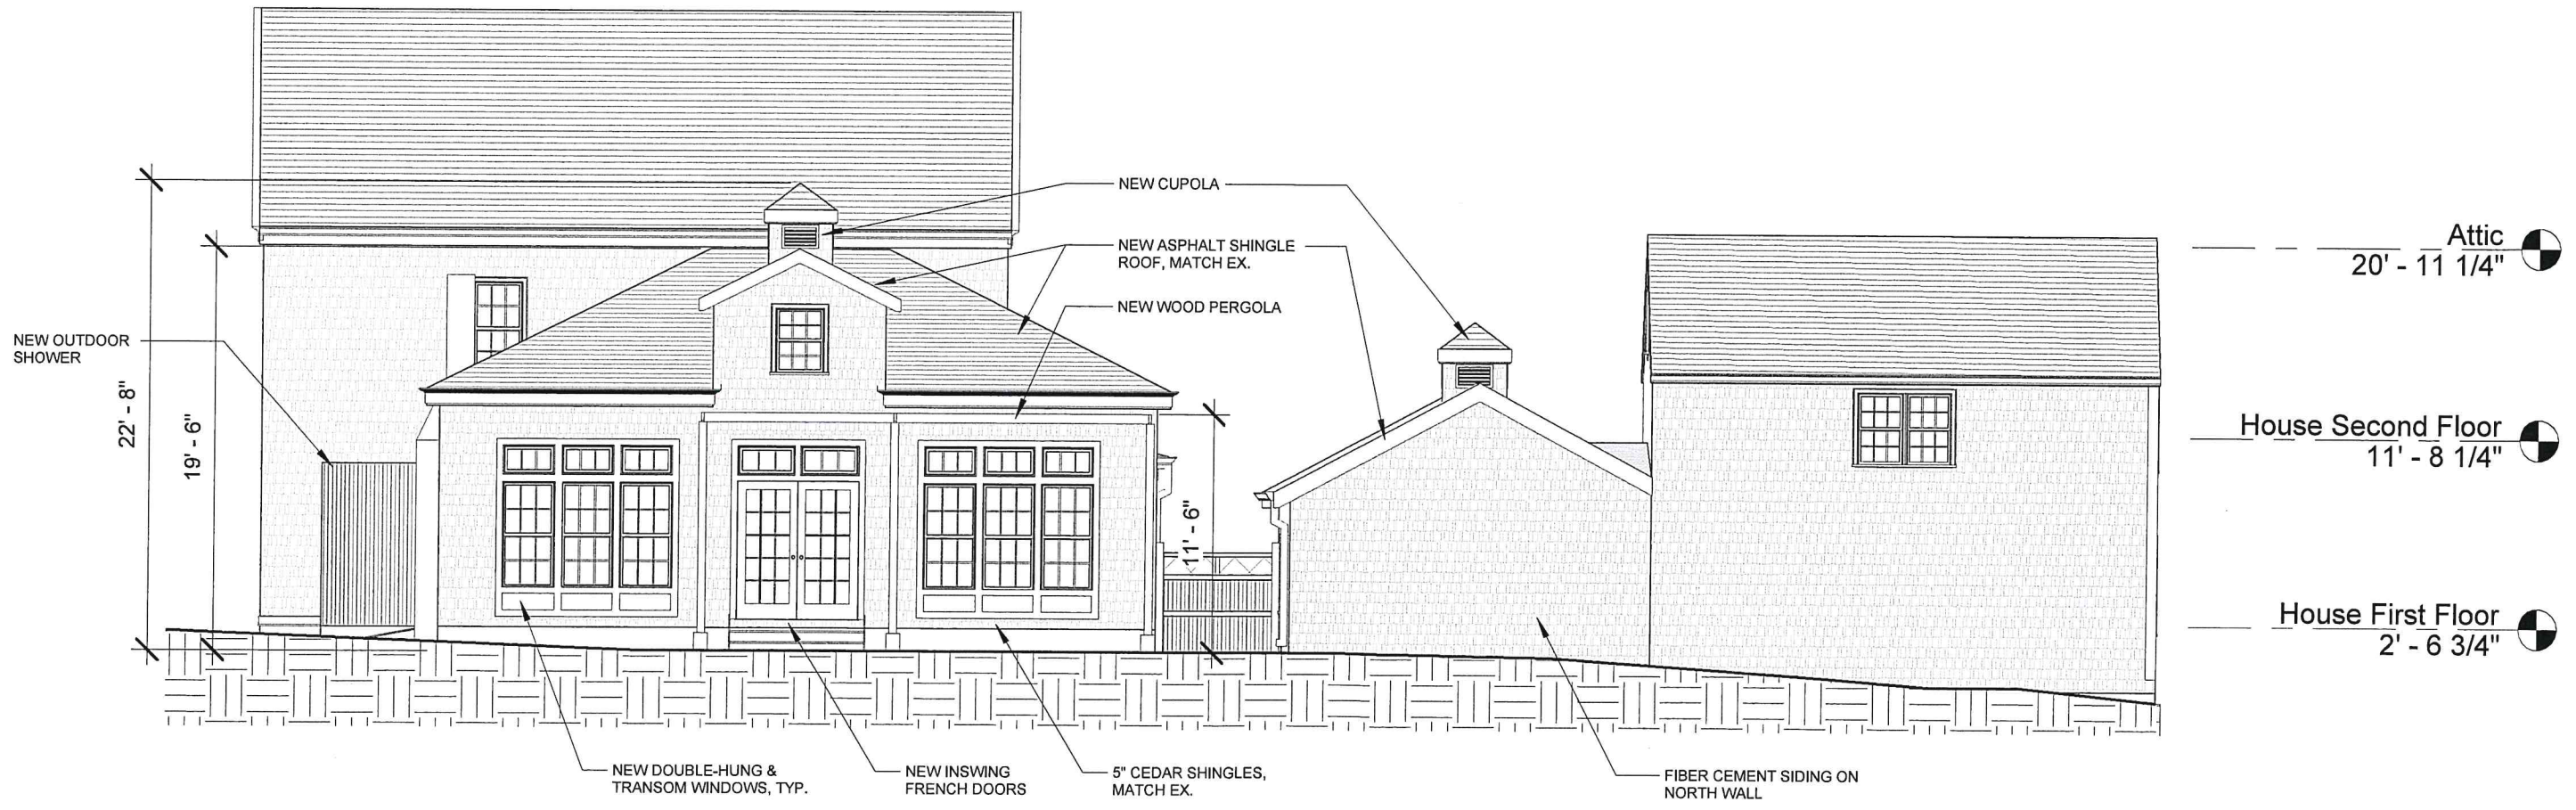 NEW CUPOLA
NEW ASPHALT SHINGLE
ROOF, MATCH EX.
NEW WOOD PERGOLA
NEW OUTDOOR
SHOWER
22' - 8"
19' - 6"
11' - 6"
Attic
20' - 11 1/4"
House Second Floor
11' - 8 1/4"
House First Floor
2' - 6 3/4"
NEW DOUBLE-HUNG &
TRANSOM WINDOWS, TYP.
NEW INSWING
FRENCH DOORS
5" CEDAR SHINGLES,
MATCH EX.
FIBER CEMENT SIDING ON
NORTH WALL